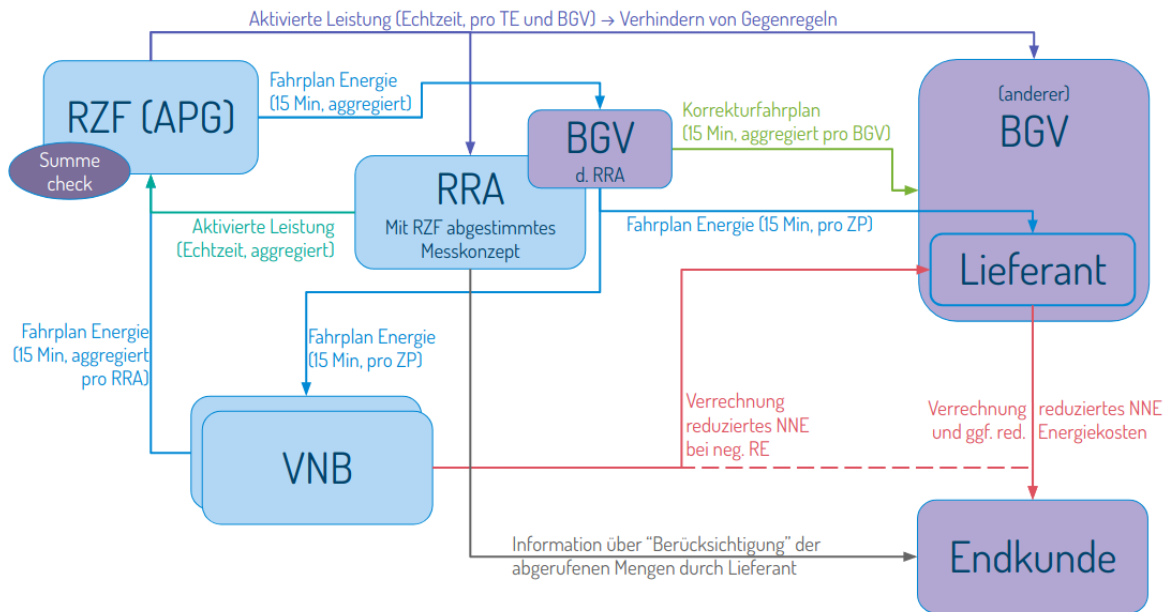 Aktivierte Leistung (Echtzeit, pro TE und BGV) → Verhindern von Gegenregeln
RZF (APG)
Summe
check
Fahrplan Energie
(15 Min, aggregiert)
BGV
d. RRA
Korrekturfahrplan
(15 Min, aggregiert pro BGV)
(anderer)
BGV
RRA
Mit RZF abgestimmtes
Messkonzept
Aktivierte Leistung
(Echtzeit, aggregiert)
Fahrplan Energie (15 Min, pro ZP)
Lieferant
Fahrplan Energie
(15 Min, aggregiert
pro RRA)
Fahrplan Energie
(15 Min, pro ZP)
VNB
Verrechnung
reduziertes NNE
bei neg. RE
Verrechnung reduziertes NNE
und ggf. red. Energiekosten
Information über “Berücksichtigung” der
abgerufenen Mengen durch Lieferant
Endkunde